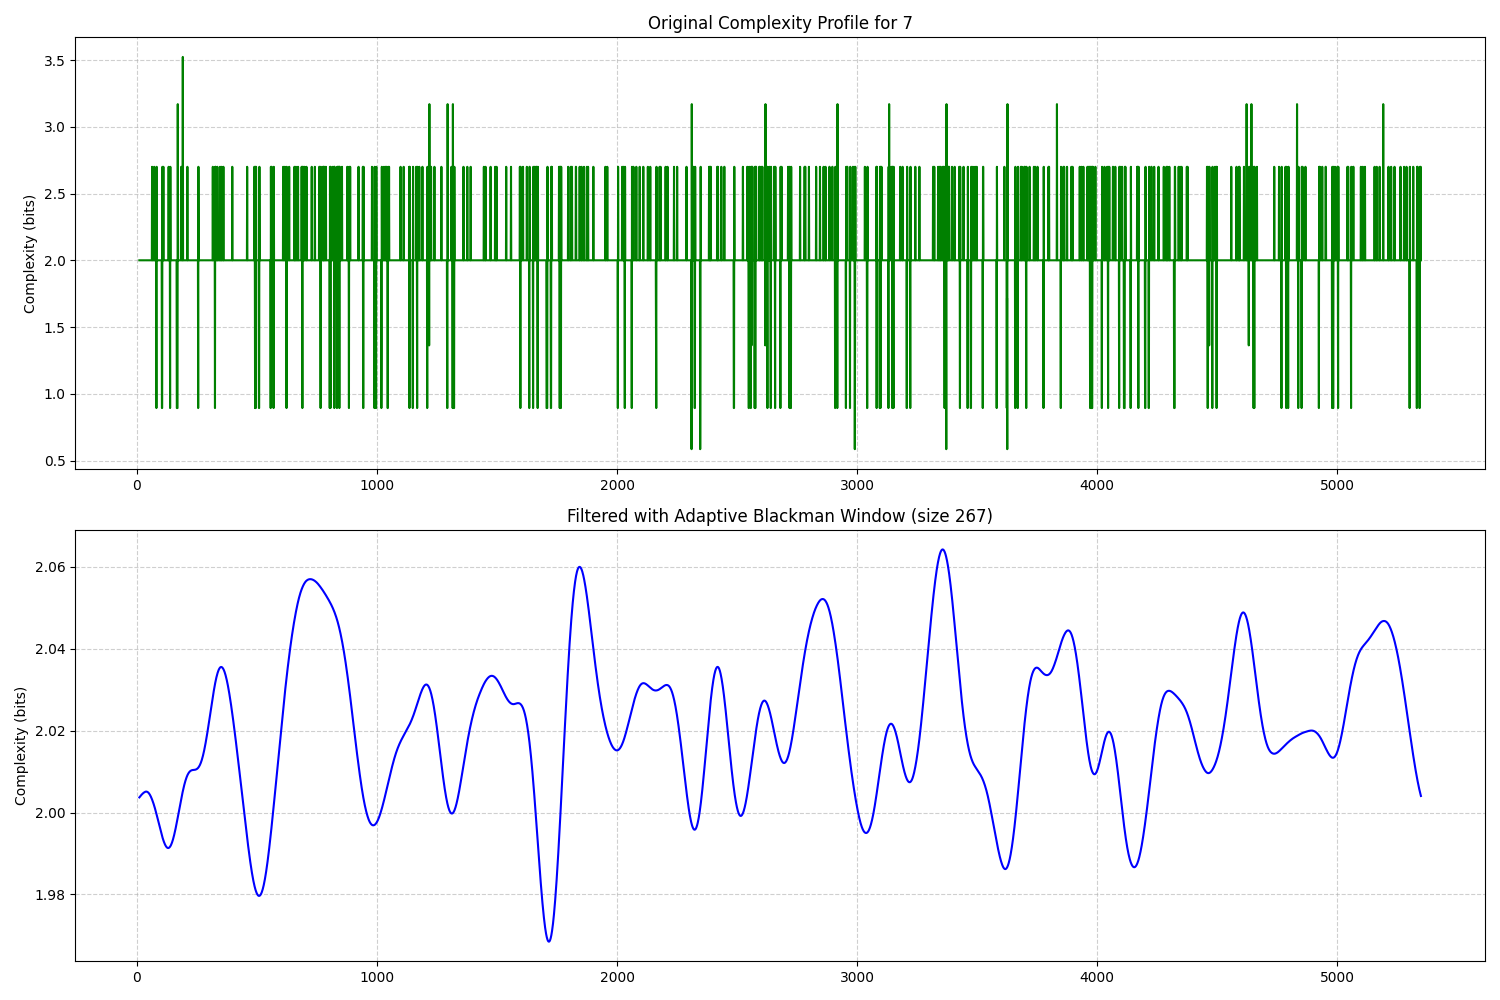 Original Complexity Profile for 7
Complexity (bits)
3.5
3.0
2.5
2.0
1.5
1.0
0.5
0 1000 2000 3000 4000 5000
Filtered with Adaptive Blackman Window (size 267)
Complexity (bits)
2.06
2.04
2.02
2.00
1.98
0 1000 2000 3000 4000 5000